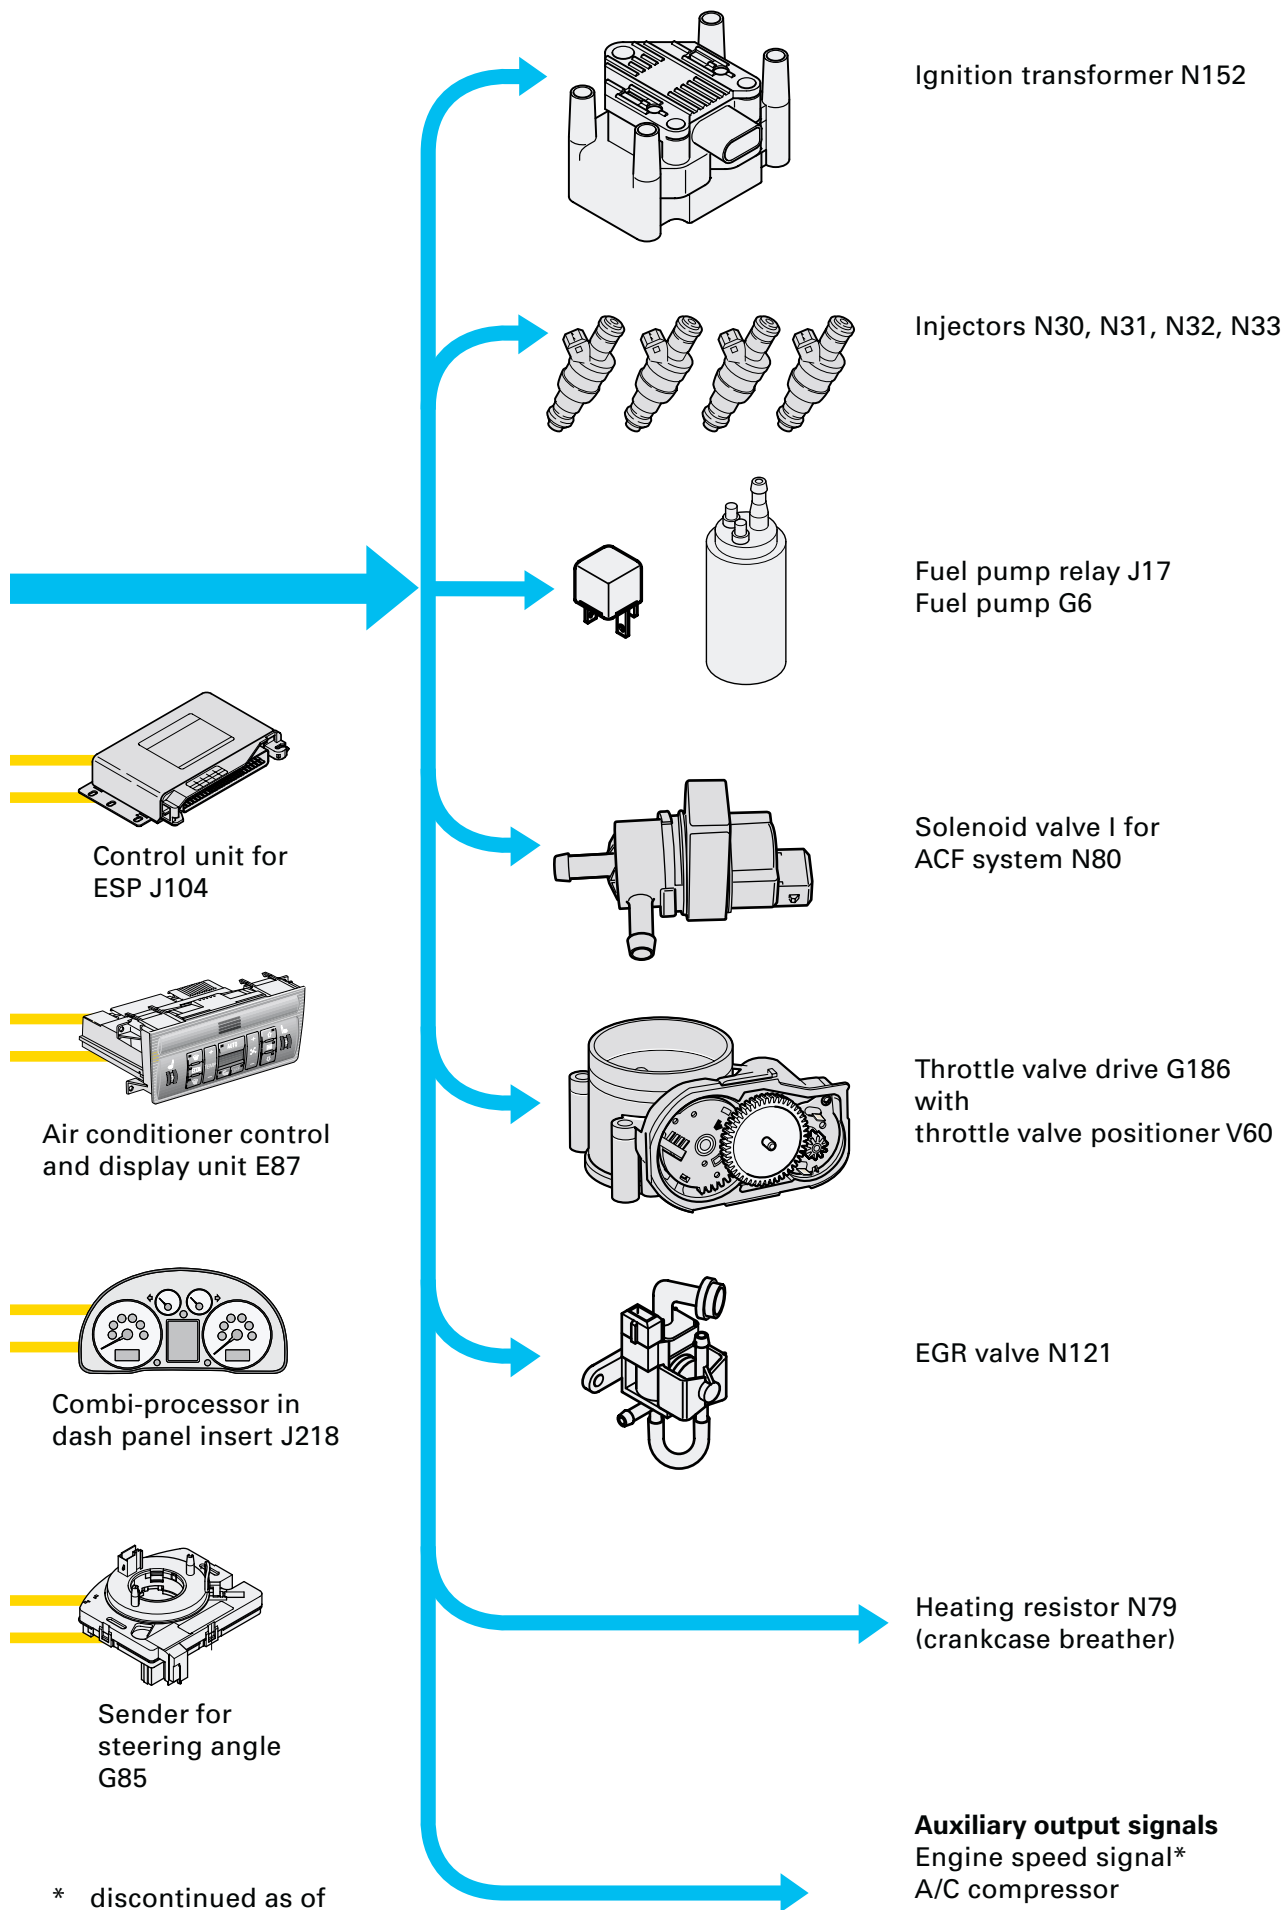 Ignition transformer N152
Injectors N30, N31, N32, N33
Fuel pump relay J17
Fuel pump G6
Solenoid valve I for
ACF system N80
Throttle valve drive G186
with
throttle valve positioner V60
EGR valve N121
Heating resistor N79
(crankcase breather)
Auxiliary output signals
Engine speed signal*
A/C compressor
Control unit for
ESP J104
Air conditioner control
and display unit E87
Combi-processor in
dash panel insert J218
Sender for
steering angle
G85
* discontinued as of